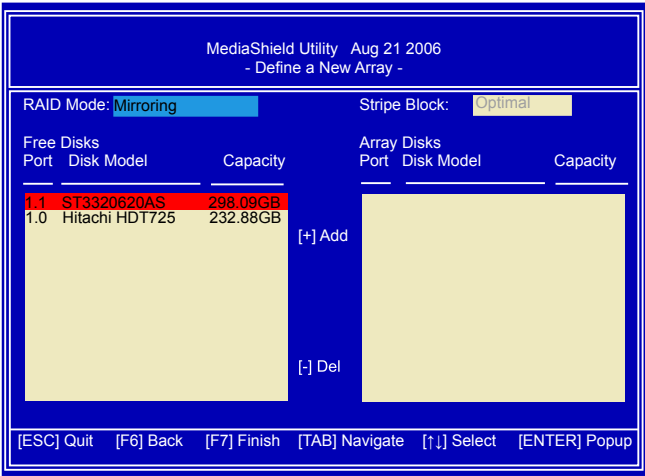 MediaShield Utility Aug 21 2006
- Define a New Array -
RAID Mode: Mirroring Stripe Block: Optimal
Free Disks Array Disks
Port Disk Model Capacity Port Disk Model Capacity
1.1 ST3320620AS 298.09GB
1.0 Hitachi HDT725 232.88GB
[+] Add
[-] Del
[ESC] Quit [F6] Back [F7] Finish [TAB] Navigate [↑↓] Select [ENTER] Popup